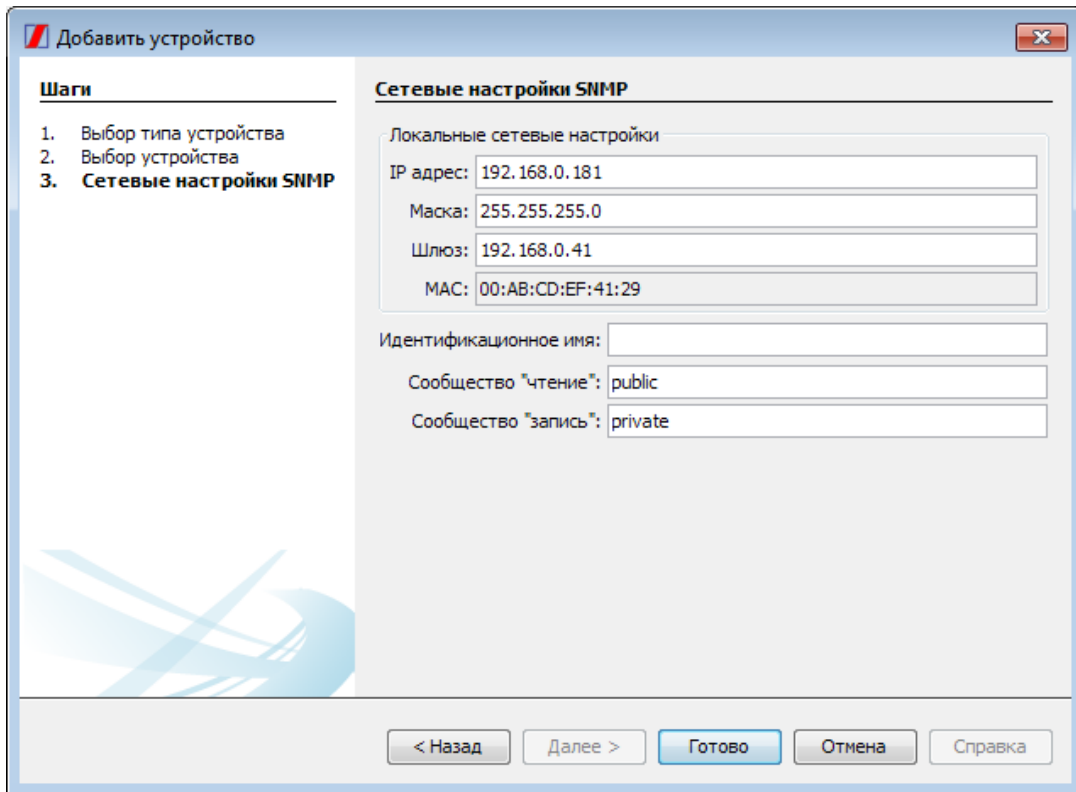 Добавить устройство
Шаги
1. Выбор типа устройства
2. Выбор устройства
3. Сетевые настройки SNMP
Сетевые настройки SNMP
Локальные сетевые настройки
IP адрес: 192.168.0.181
Маска: 255.255.255.0
Шлюз: 192.168.0.41
MAC: 00:AB:CD:EF:41:29
Идентификационное имя:
Сообщество "чтение": public
Сообщество "запись": private
< Назад Далее > Готово Отмена Справка